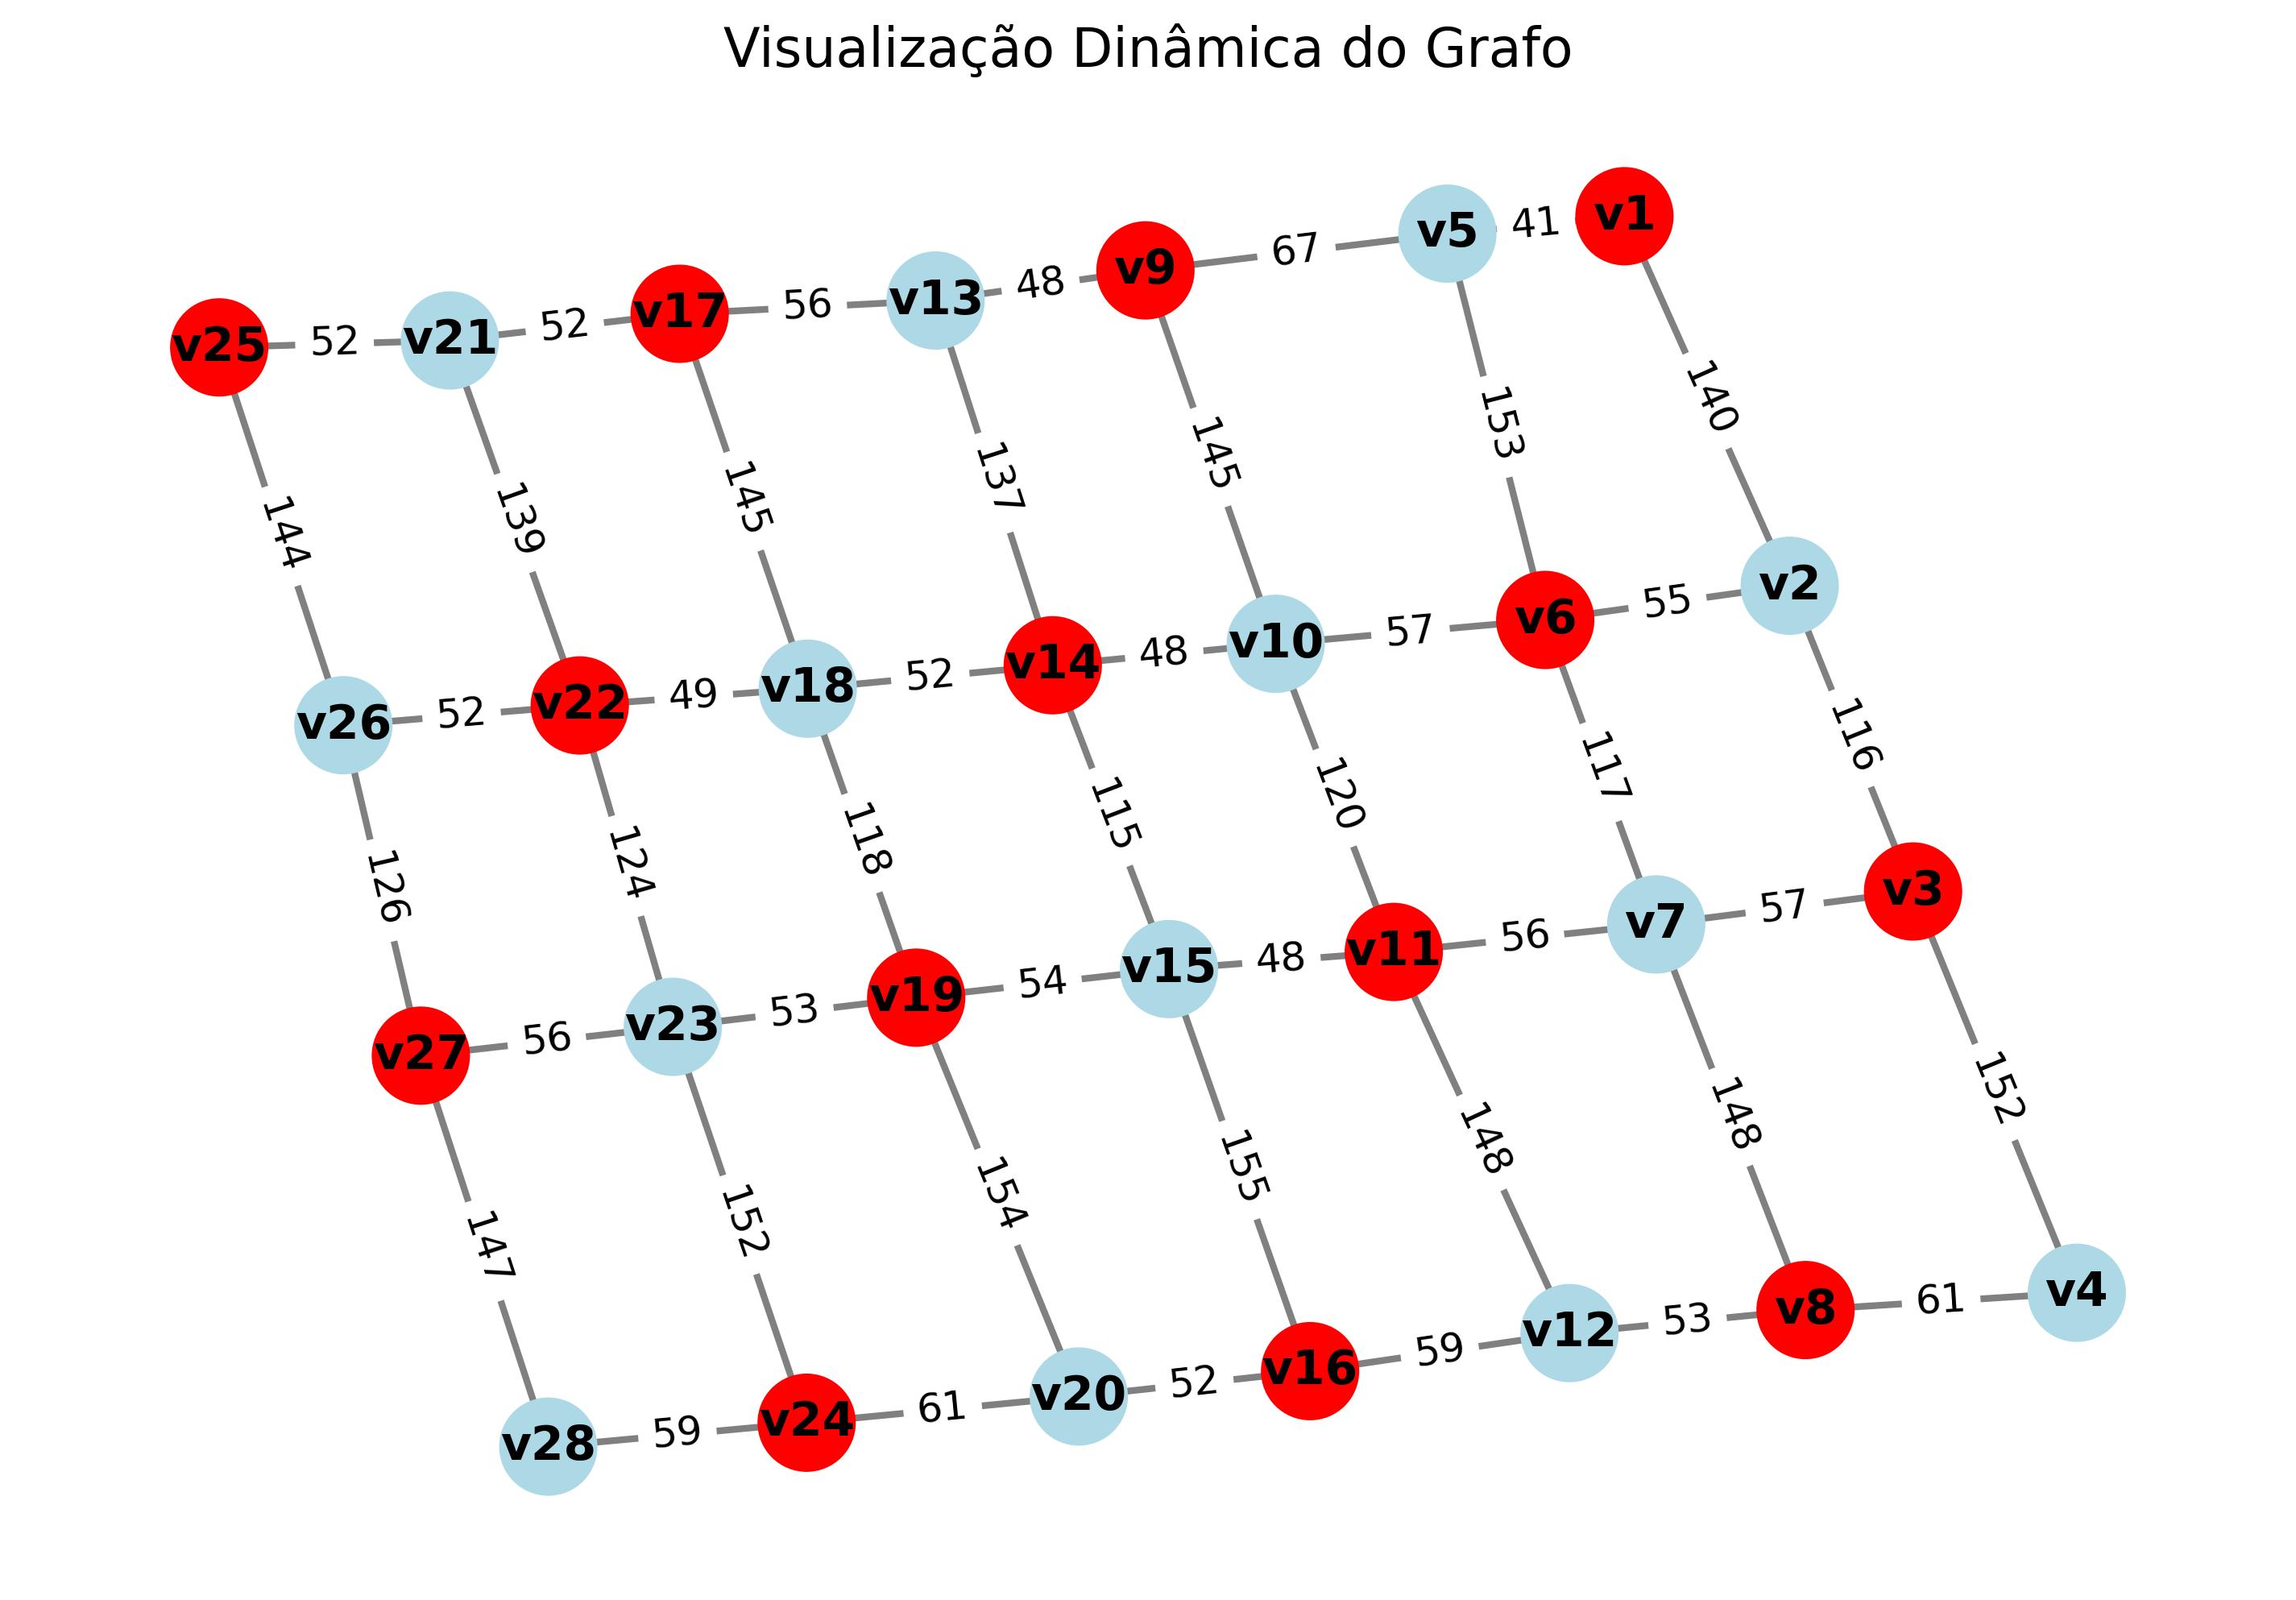 Visualização Dinâmica do Grafo
v25 52 v21 52 v17 56 v13 48 v9 67 v5 41 v1
144 139 145 137 145 153 140
v26 52 v22 49 v18 52 v14 48 v10 57 v6 55 v2
126 124 118 115 120 117 116
v27 56 v23 53 v19 54 v15 48 v11 56 v7 57 v3
147 152 154 155 148 148 152
v28 59 v24 61 v20 52 v16 59 v12 53 v8 61 v4